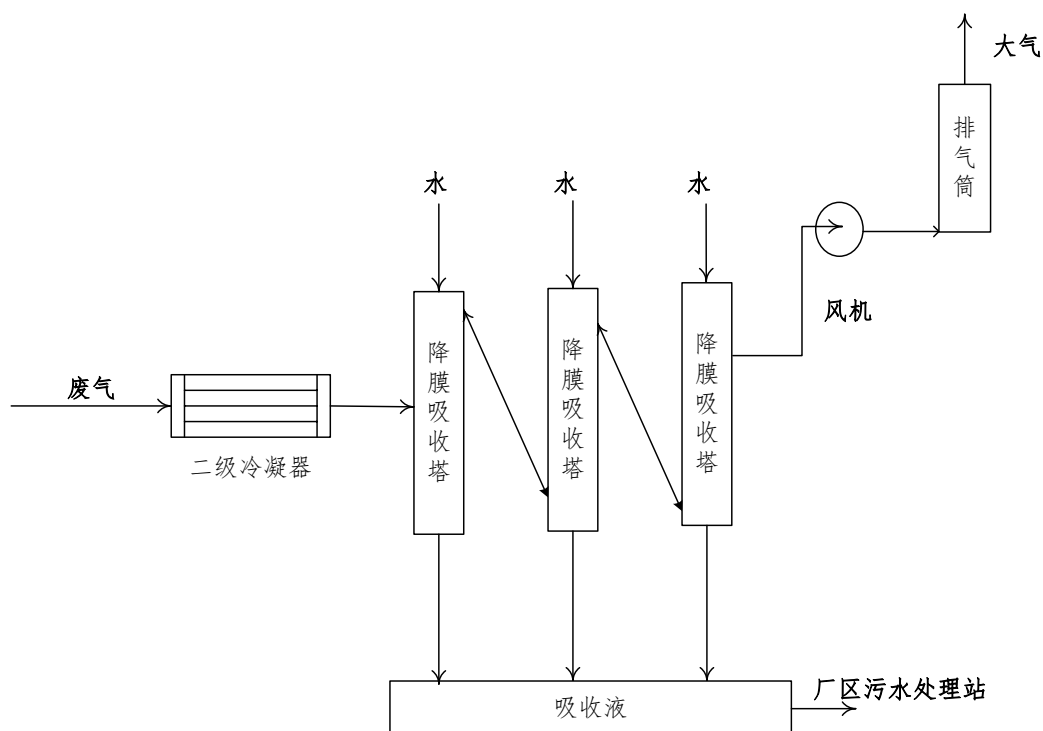 大气
排气筒
水
水
水
风机
降膜吸收塔
降膜吸收塔
降膜吸收塔
废气
二级冷凝器
厂区污水处理站
吸收液